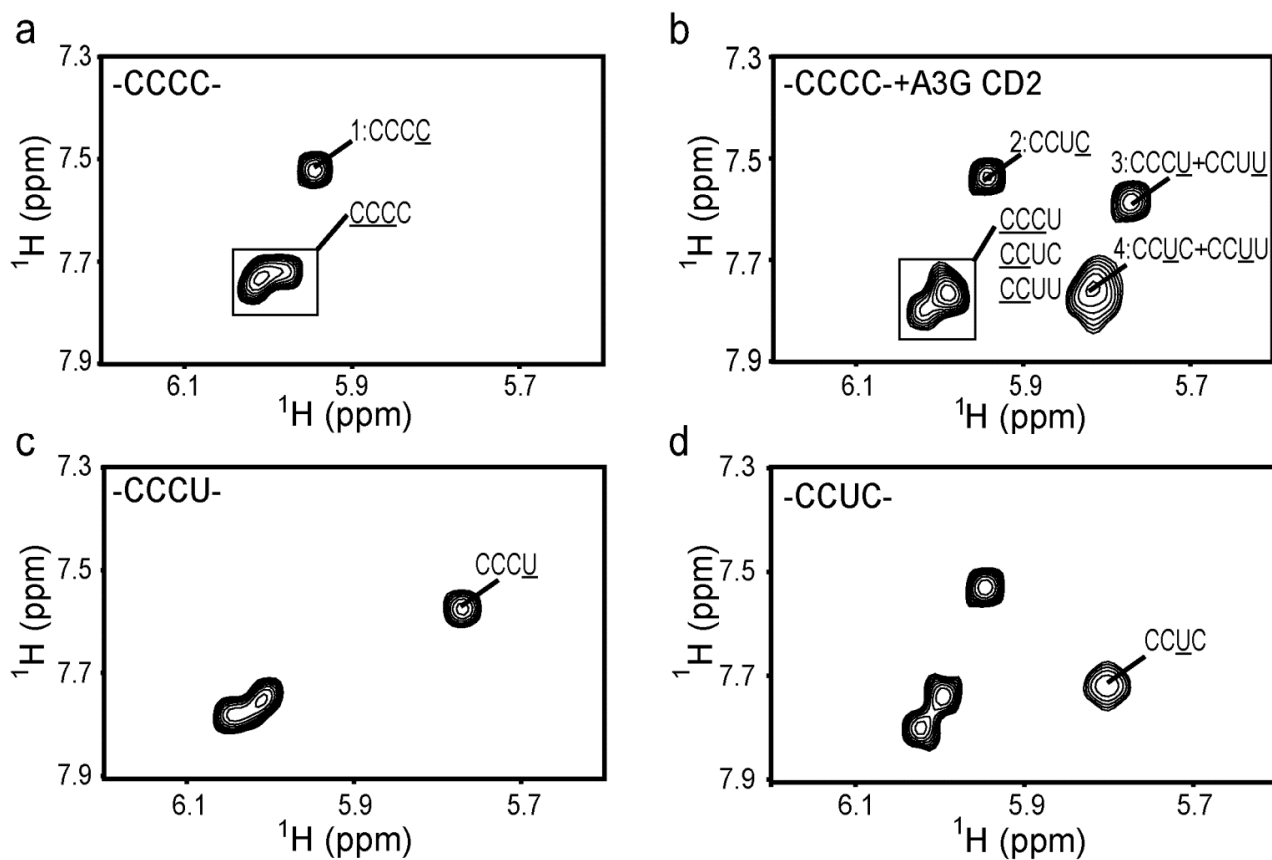 a
-CCCC-
1:CCCC
CCCC
7.3
7.5
7.7
7.9
¹H (ppm)
6.1 5.9 5.7
¹H (ppm)
b
-CCCC-+A3G CD2
2:CCUC
3:CCCU+CCUU
CCCU
CCUC
CCUU
4:CCUC+CCUU
7.3
7.5
7.7
7.9
¹H (ppm)
6.1 5.9 5.7
¹H (ppm)
c
-CCCU-
CCCU
7.3
7.5
7.7
7.9
¹H (ppm)
6.1 5.9 5.7
¹H (ppm)
d
-CCUC-
CCUC
7.3
7.5
7.7
7.9
¹H (ppm)
6.1 5.9 5.7
¹H (ppm)